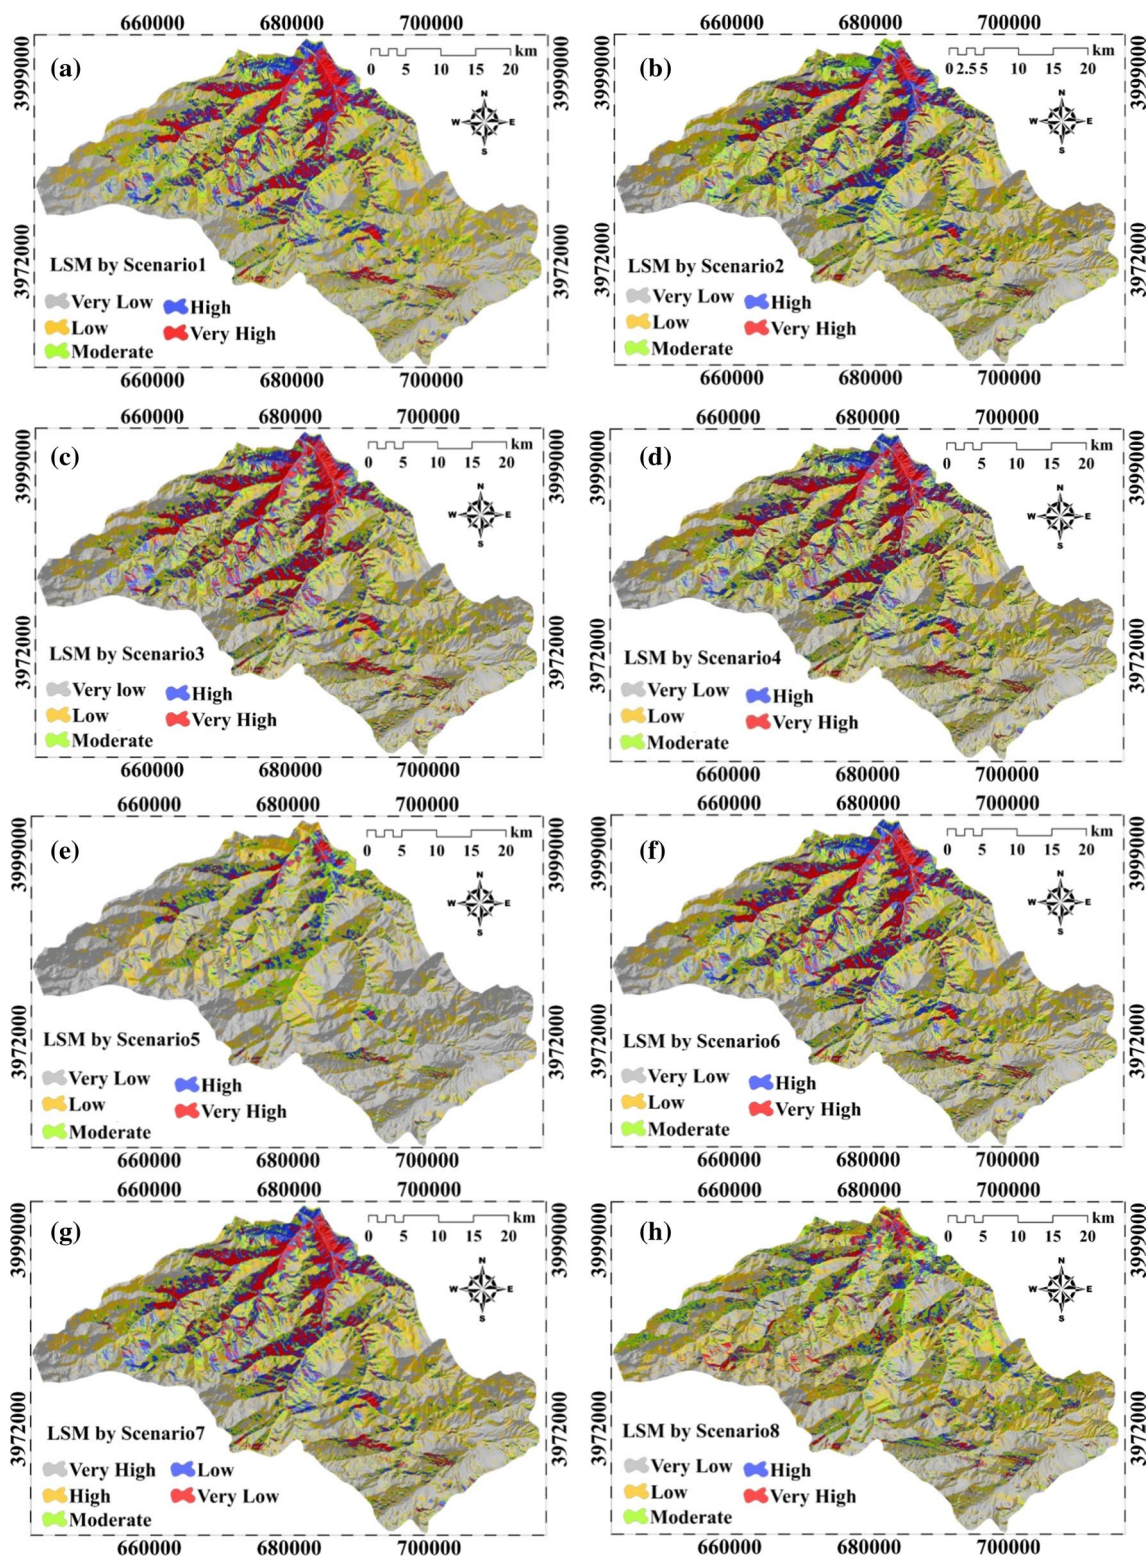 660000 680000 700000
(a)
km
0 5 10 15 20
3999000
3972000
N
W E
S
LSM by Scenario1
Very Low
High
Low
Very High
Moderate
660000 680000 700000
660000 680000 700000
(b)
km
0 2.5 5 10 15 20
3999000
3972000
N
W E
S
LSM by Scenario2
Very Low
High
Low
Very High
Moderate
660000 680000 700000
660000 680000 700000
(c)
km
0 5 10 15 20
3999000
3972000
N
W E
S
LSM by Scenario3
Very low
High
Low
Very High
Moderate
660000 680000 700000
660000 680000 700000
(d)
km
0 5 10 15 20
3999000
3972000
N
W E
S
LSM by Scenario4
Very Low
High
Low
Very High
Moderate
660000 680000 700000
660000 680000 700000
(e)
km
0 5 10 15 20
3999000
3972000
N
W E
S
LSM by Scenario5
Very Low
High
Low
Very High
Moderate
660000 680000 700000
660000 680000 700000
(f)
km
0 5 10 15 20
3999000
3972000
N
W E
S
LSM by Scenario6
Very Low
High
Low
Very High
Moderate
660000 680000 700000
660000 680000 700000
(g)
km
0 5 10 15 20
3999000
3972000
N
W E
S
LSM by Scenario7
Very High
Low
High
Very Low
Moderate
660000 680000 700000
660000 680000 700000
(h)
km
0 5 10 15 20
3999000
3972000
N
W E
S
LSM by Scenario8
Very Low
High
Low
Very High
Moderate
660000 680000 700000